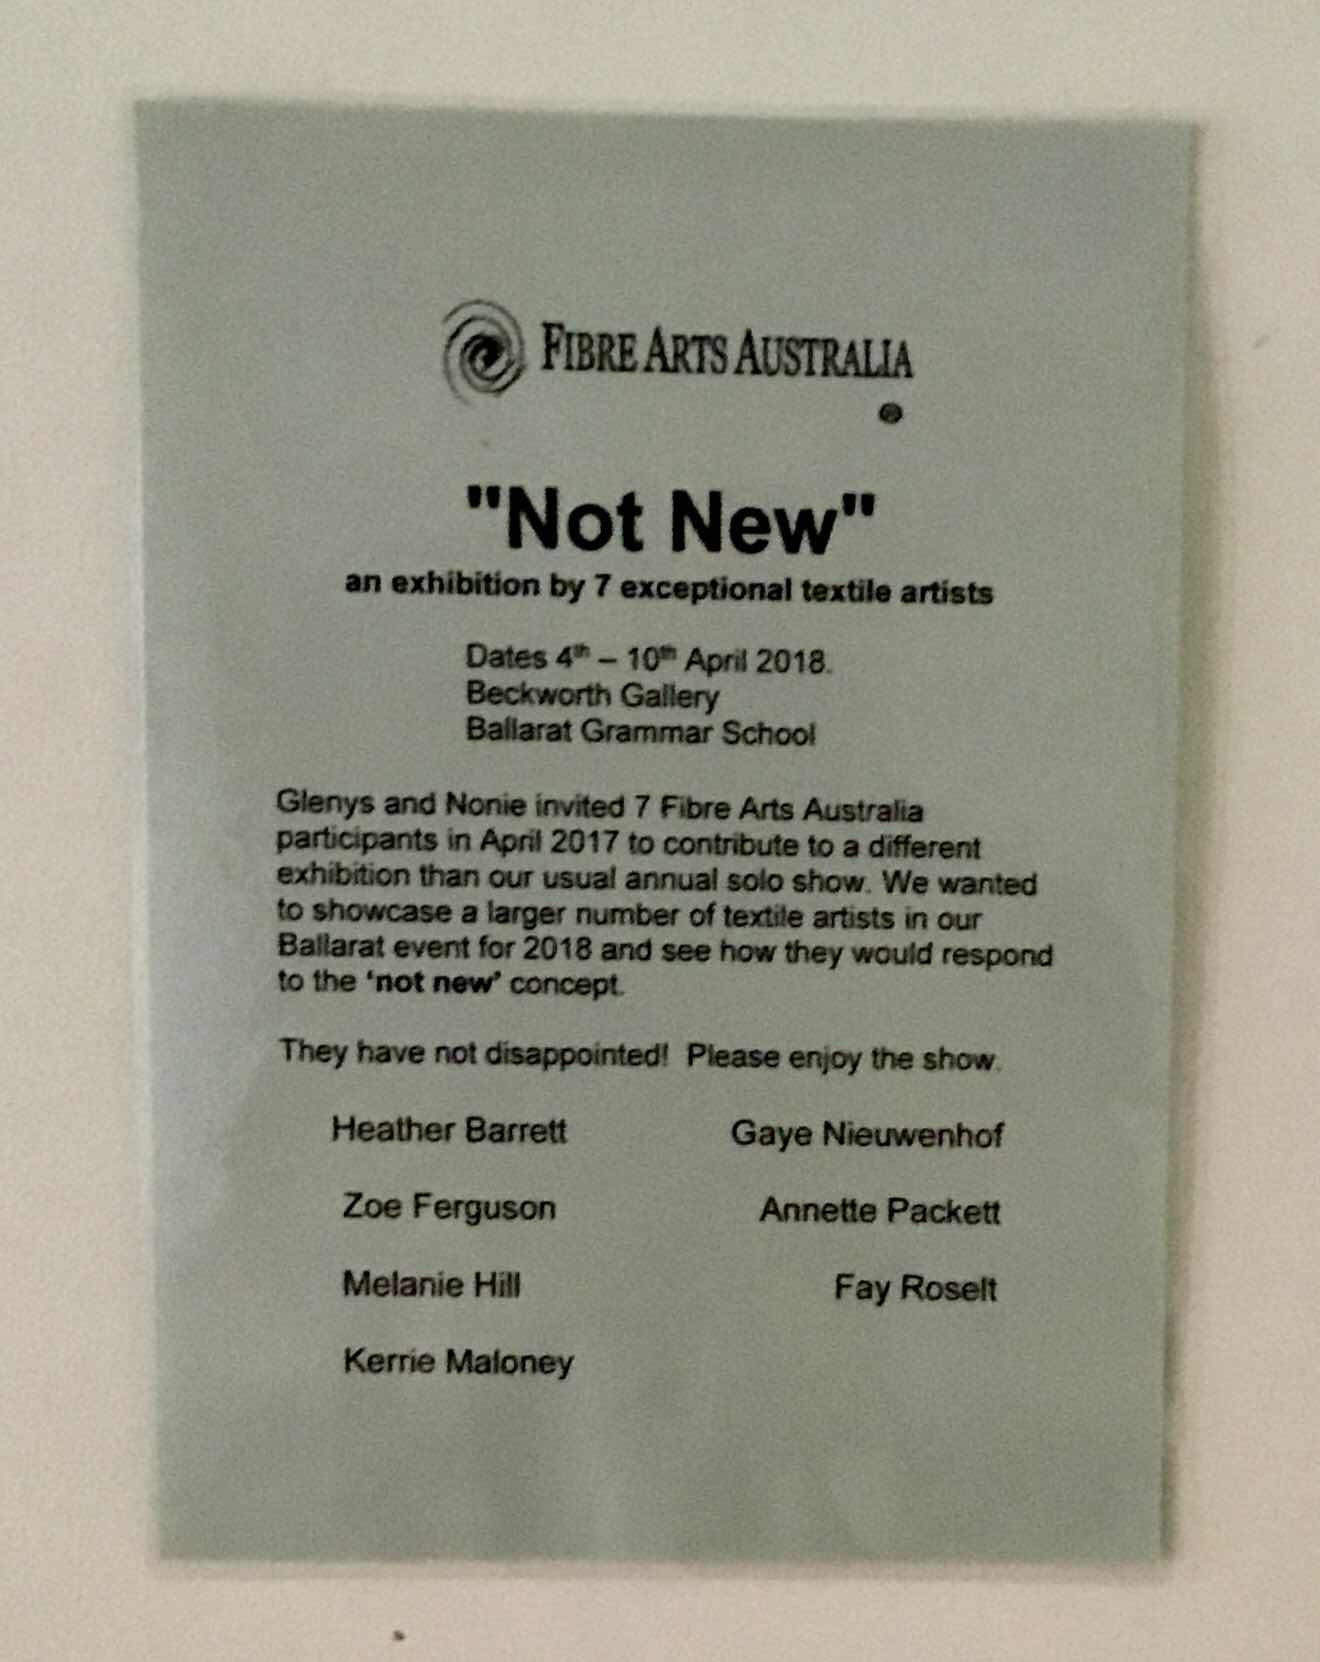 FIBRE ARTS AUSTRALIA
"Not New"
an exhibition by 7 exceptional textile artists
Dates 4th – 10th April 2018.
Beckworth Gallery
Ballarat Grammar School
Glenys and Nonie invited 7 Fibre Arts Australia
participants in April 2017 to contribute to a different
exhibition than our usual annual solo show. We wanted
to showcase a larger number of textile artists in our
Ballarat event for 2018 and see how they would respond
to the ‘not new’ concept.
They have not disappointed! Please enjoy the show.
Heather Barrett Gaye Nieuwenhof
Zoe Ferguson Annette Packett
Melanie Hill Fay Roselt
Kerrie Maloney